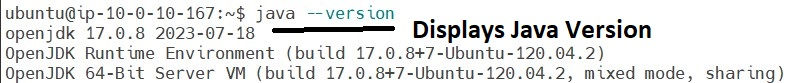 ubuntu@ip-10-0-10-167:~$ java --version
Displays Java Version
openjdk 17.0.8 2023-07-18
OpenJDK Runtime Environment (build 17.0.8+7-Ubuntu-120.04.2)
OpenJDK 64-Bit Server VM (build 17.0.8+7-Ubuntu-120.04.2, mixed mode, sharing)